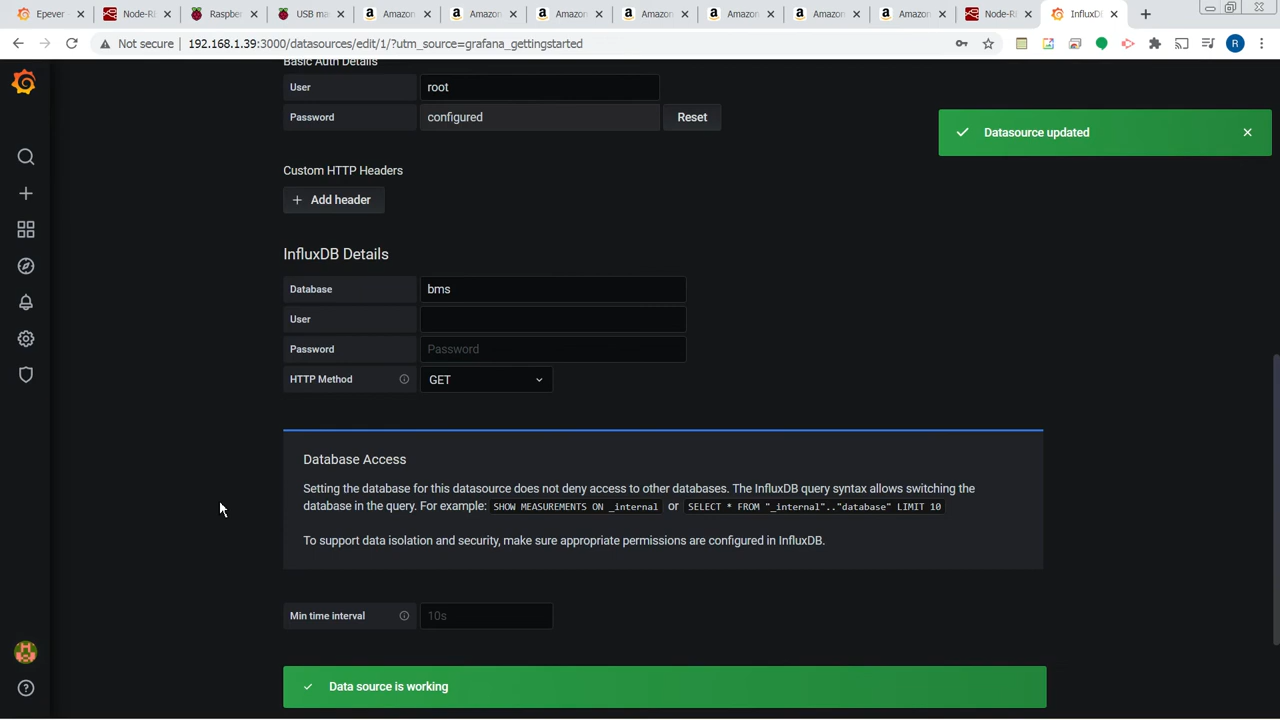 Epever
Node-RE
Raspber
USB ma
Amazon
Amazon
Amazon
Amazon
Amazon
Amazon
Amazon
Node-RE
InfluxD
Not secure
192.168.1.39:3000/datasources/edit/1/?utm_source=grafana_gettingstarted
R
Basic Auth Details
User
root
Password
configured
Reset
Datasource updated
Custom HTTP Headers
+ Add header
InfluxDB Details
Database
bms
User
Password
Password
HTTP Method
GET
Database Access
Setting the database for this datasource does not deny access to other databases. The InfluxDB query syntax allows switching the
database in the query. For example: SHOW MEASUREMENTS ON _internal or SELECT * FROM "_internal".."database" LIMIT 10
To support data isolation and security, make sure appropriate permissions are configured in InfluxDB.
Min time interval
10s
Data source is working